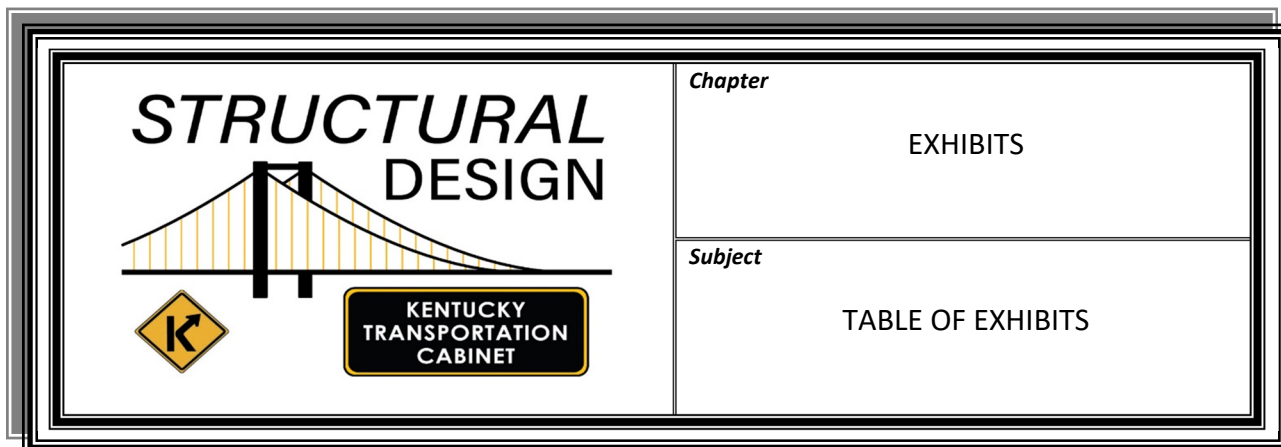 STRUCTURAL
DESIGN
K
KENTUCKY
TRANSPORTATION
CABINET
Chapter
EXHIBITS
Subject
TABLE OF EXHIBITS